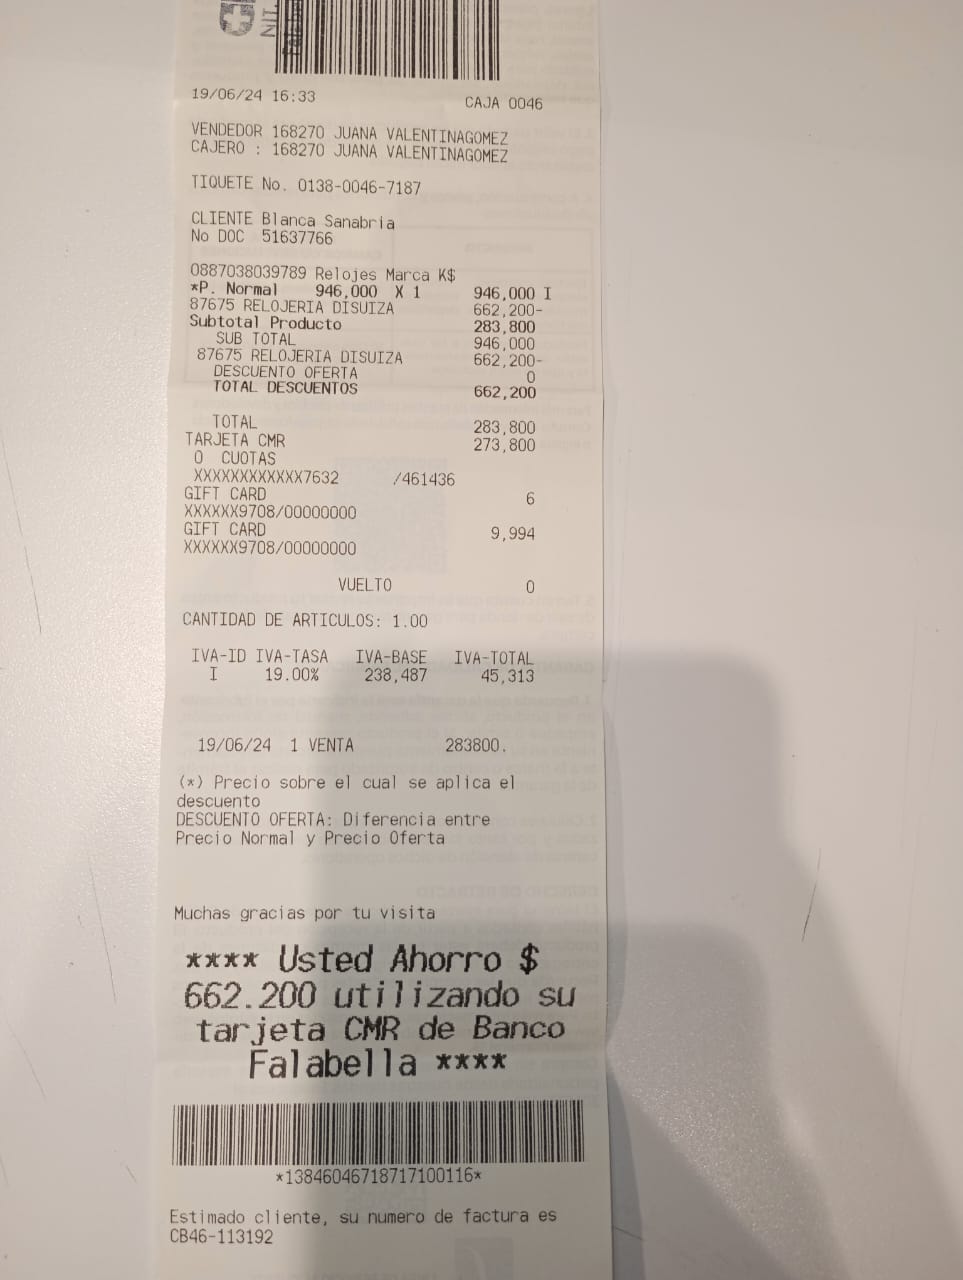 NIT.
Falabe
19/06/24 16:33 CAJA 0046
VENDEDOR 168270 JUANA VALENTINAGOMEZ
CAJERO : 168270 JUANA VALENTINAGOMEZ
TIQUETE No. 0138-0046-7187
CLIENTE Blanca Sanabria
No DOC 51637766
0887038039789 Relojes Marca K$
*P. Normal 946,000 X 1 946,000 I
87675 RELOJERIA DISUIZA 662,200-
Subtotal Producto 283,800
SUB TOTAL 946,000
87675 RELOJERIA DISUIZA 662,200-
DESCUENTO OFERTA 0
TOTAL DESCUENTOS 662,200
TOTAL 283,800
TARJETA CMR 273,800
0 CUOTAS
XXXXXXXXXXXX7632 /461436
GIFT CARD 6
XXXXXX9708/00000000
GIFT CARD 9,994
XXXXXX9708/00000000
VUELTO 0
CANTIDAD DE ARTICULOS: 1.00
IVA-ID IVA-TASA IVA-BASE IVA-TOTAL
I 19.00% 238,487 45,313
19/06/24 1 VENTA 283800.
(*) Precio sobre el cual se aplica el
descuento
DESCUENTO OFERTA: Diferencia entre
Precio Normal y Precio Oferta
Muchas gracias por tu visita
**** Usted Ahorro $
662.200 utilizando su
tarjeta CMR de Banco
Falabella ****
*13846046718717100116*
Estimado cliente, su numero de factura es
CB46-113192